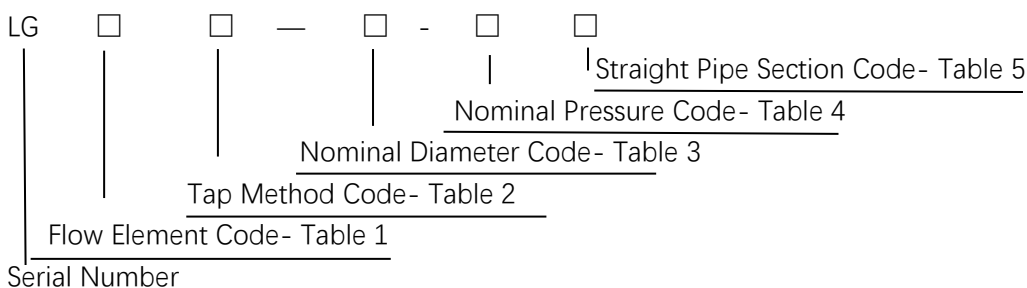 LG □ □ — □ - □ □
Straight Pipe Section Code- Table 5
Nominal Pressure Code- Table 4
Nominal Diameter Code- Table 3
Tap Method Code- Table 2
Flow Element Code- Table 1
Serial Number